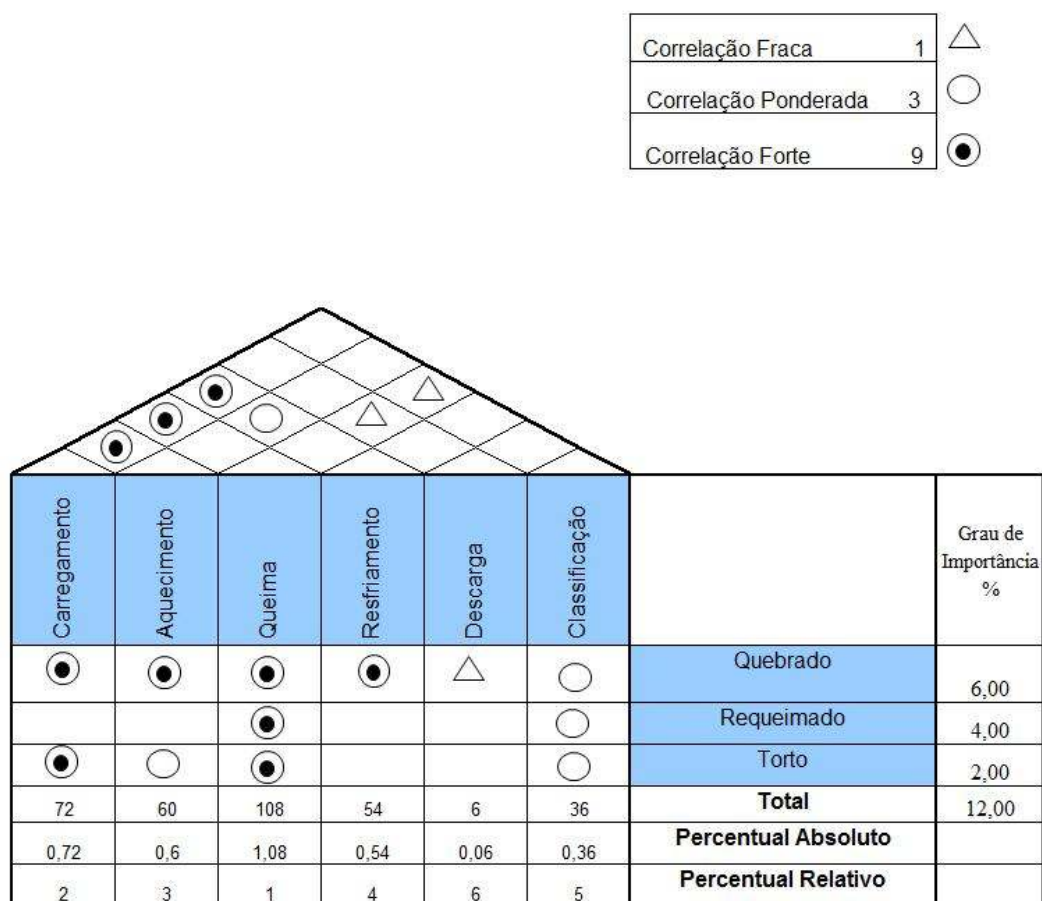 Correlação Fraca 1
Correlação Ponderada 3
Correlação Forte 9
Carregamento
Aquecimento
Queima
Resfriamento
Descarga
Classificação
Grau de
Importância
%
Quebrado
6,00
Requeimado
4,00
Torto
2,00
72 60 108 54 6 36 Total 12,00
0,72 0,6 1,08 0,54 0,06 0,36 Percentual Absoluto
2 3 1 4 6 5 Percentual Relativo